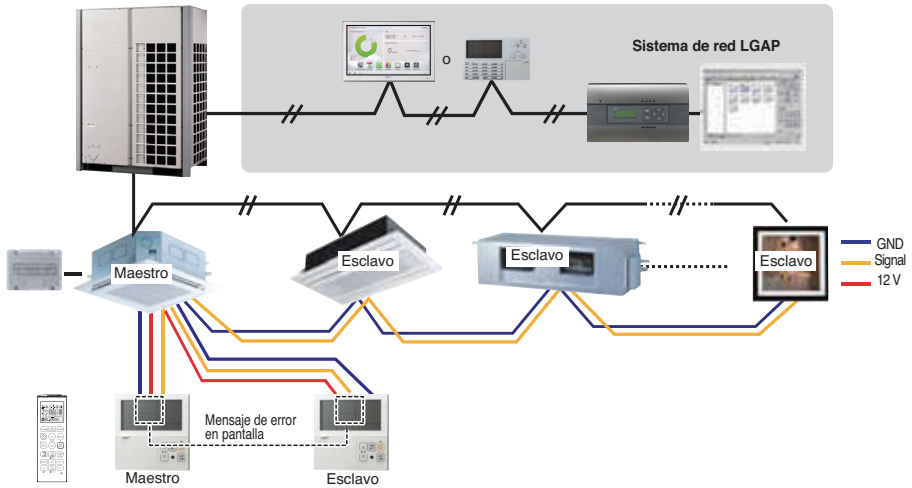 Sistema de red LGAP
o
Maestro
Esclavo
Esclavo
Esclavo
GND
Signal
12 V
Mensaje de error
en pantalla
Maestro
Esclavo